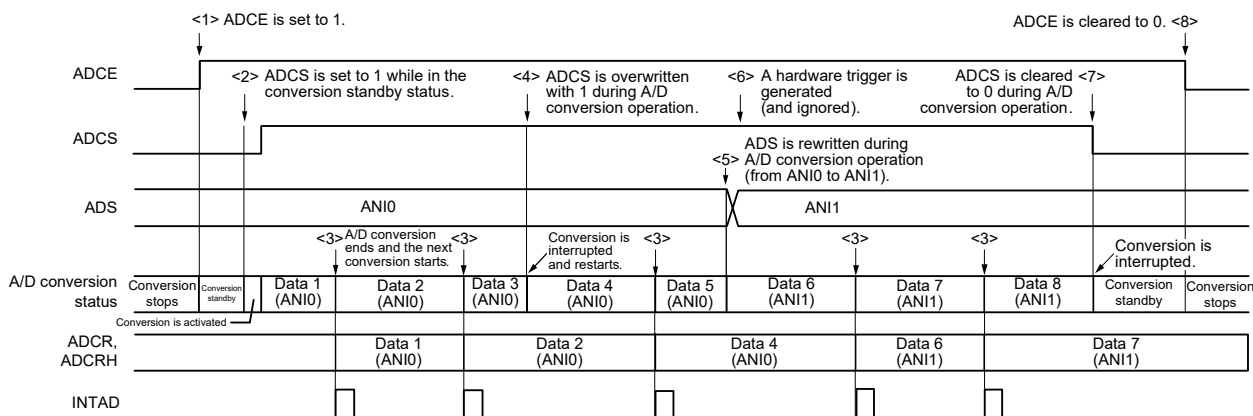 <1> ADCE is set to 1.
ADCE is cleared to 0. <8>
ADCE
<2> ADCS is set to 1 while in the
conversion standby status.
<4> ADCS is overwritten
with 1 during A/D
conversion operation.
<6> A hardware trigger is
generated
(and ignored).
ADCS is cleared <7>
to 0 during A/D
conversion operation.
ADCS
<5> ADS is rewritten during
A/D conversion operation
(from ANI0 to ANI1).
ADS
ANI0
ANI1
<3> A/D conversion
ends and the next
conversion starts.
<3>
Conversion is
interrupted
and restarts.
<3>
<3>
<3>
Conversion is
interrupted.
A/D conversion
status
Conversion
stops
Conversion
standby
Data 1
(ANI0)
Data 2
(ANI0)
Data 3
(ANI0)
Data 4
(ANI0)
Data 5
(ANI0)
Data 6
(ANI1)
Data 7
(ANI1)
Data 8
(ANI1)
Conversion
standby
Conversion
stops
Conversion is activated
ADCR,
ADCRH
Data 1
(ANI0)
Data 2
(ANI0)
Data 4
(ANI0)
Data 6
(ANI1)
Data 7
(ANI1)
INTAD